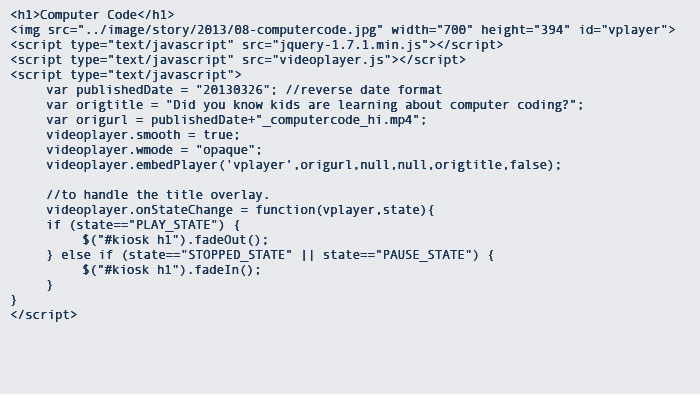 <h1>Computer Code</h1>
<img src="../image/story/2013/08-computercode.jpg" width="700" height="394" id="vplayer">
<script type="text/javascript" src="jquery-1.7.1.min.js"></script>
<script type="text/javascript" src="videoplayer.js"></script>
<script type="text/javascript">
var publishedDate = "20130326"; //reverse date format
var origtitle = "Did you know kids are learning about computer coding?";
var origurl = publishedDate+"_computercode_hi.mp4";
videoplayer.smooth = true;
videoplayer.wmode = "opaque";
videoplayer.embedPlayer('vplayer',origurl,null,null,origtitle,false);
//to handle the title overlay.
videoplayer.onStateChange = function(vplayer,state){
if (state=="PLAY_STATE") {
$("#kiosk h1").fadeOut();
} else if (state=="STOPPED_STATE" || state=="PAUSE_STATE") {
$("#kiosk h1").fadeIn();
}
}
</script>